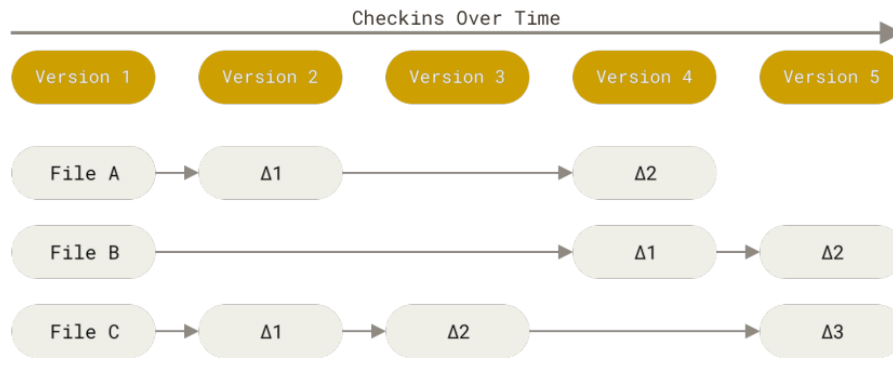 Checkins Over Time
Version 1 Version 2 Version 3 Version 4 Version 5
File A Δ1 Δ2
File B Δ1 Δ2
File C Δ1 Δ2 Δ3